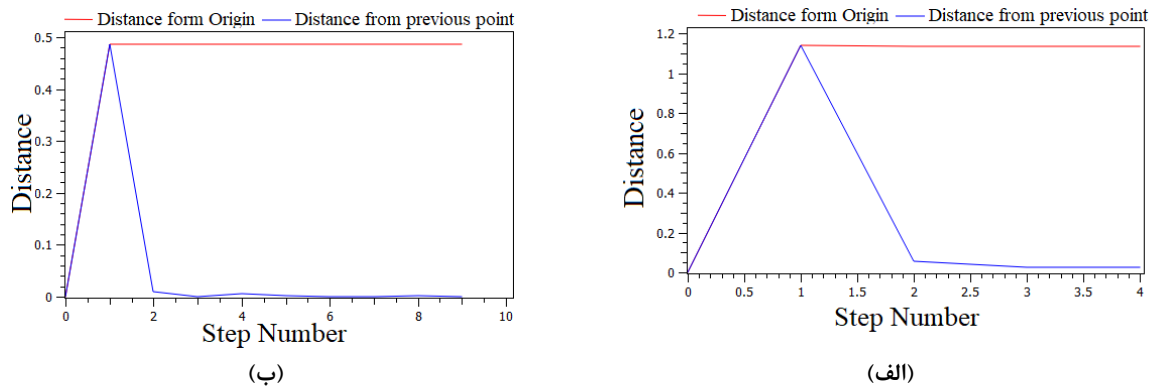 Distance form Origin Distance from previous point
0.5
0.4
0.3
0.2
0.1
0
Distance
0 2 4 6 8 10
Step Number
(ب)
Distance form Origin Distance from previous point
1.2
1
0.8
0.6
0.4
0.2
0
Distance
0 0.5 1 1.5 2 2.5 3 3.5 4
Step Number
(الف)